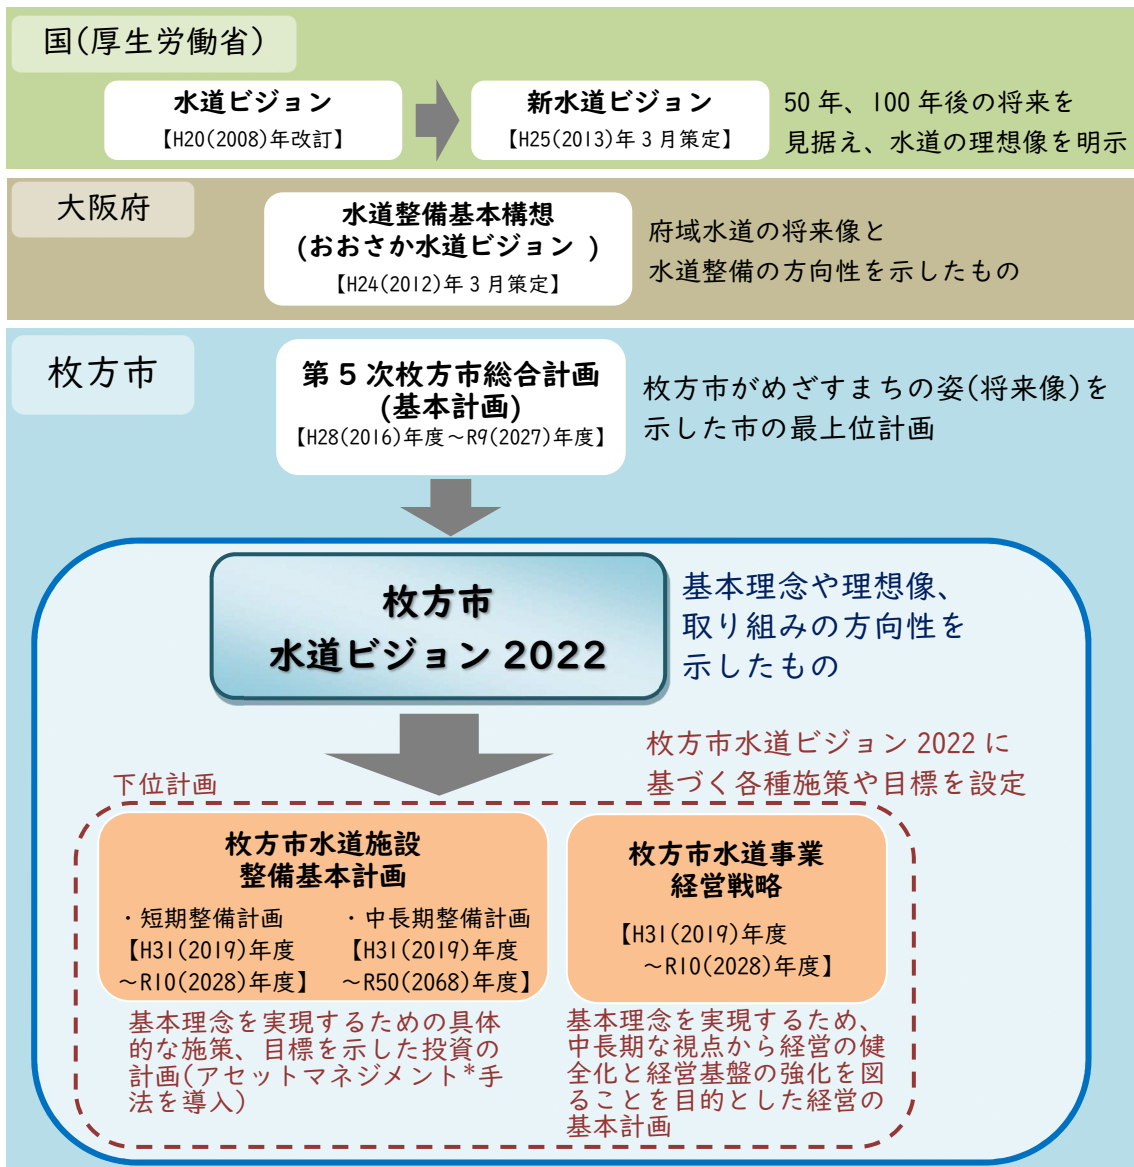 国(厚生労働省)
水道ビジョン
【H20(2008)年改訂】
新水道ビジョン
【H25(2013)年3月策定】
50年、100年後の将来を
見据え、水道の理想像を明示
大阪府
水道整備基本構想
(おおさか水道ビジョン )
【H24(2012)年3月策定】
府域水道の将来像と
水道整備の方向性を示したもの
枚方市
第5次枚方市総合計画
(基本計画)
【H28(2016)年度～R9(2027)年度】
枚方市がめざすまちの姿(将来像)を
示した市の最上位計画
枚方市
水道ビジョン2022
基本理念や理想像、
取り組みの方向性を
示したもの
枚方市水道ビジョン2022に
基づく各種施策や目標を設定
下位計画
枚方市水道施設
整備基本計画
・短期整備計画
【H31(2019)年度
～R10(2028)年度】
・中長期整備計画
【H31(2019)年度
～R50(2068)年度】
基本理念を実現するための具体
的な施策、目標を示した投資の
計画(アセットマネジメント*手
法を導入)
枚方市水道事業
経営戦略
【H31(2019)年度
～R10(2028)年度】
基本理念を実現するため、
中長期な視点から経営の健
全化と経営基盤の強化を図
ることを目的とした経営の
基本計画